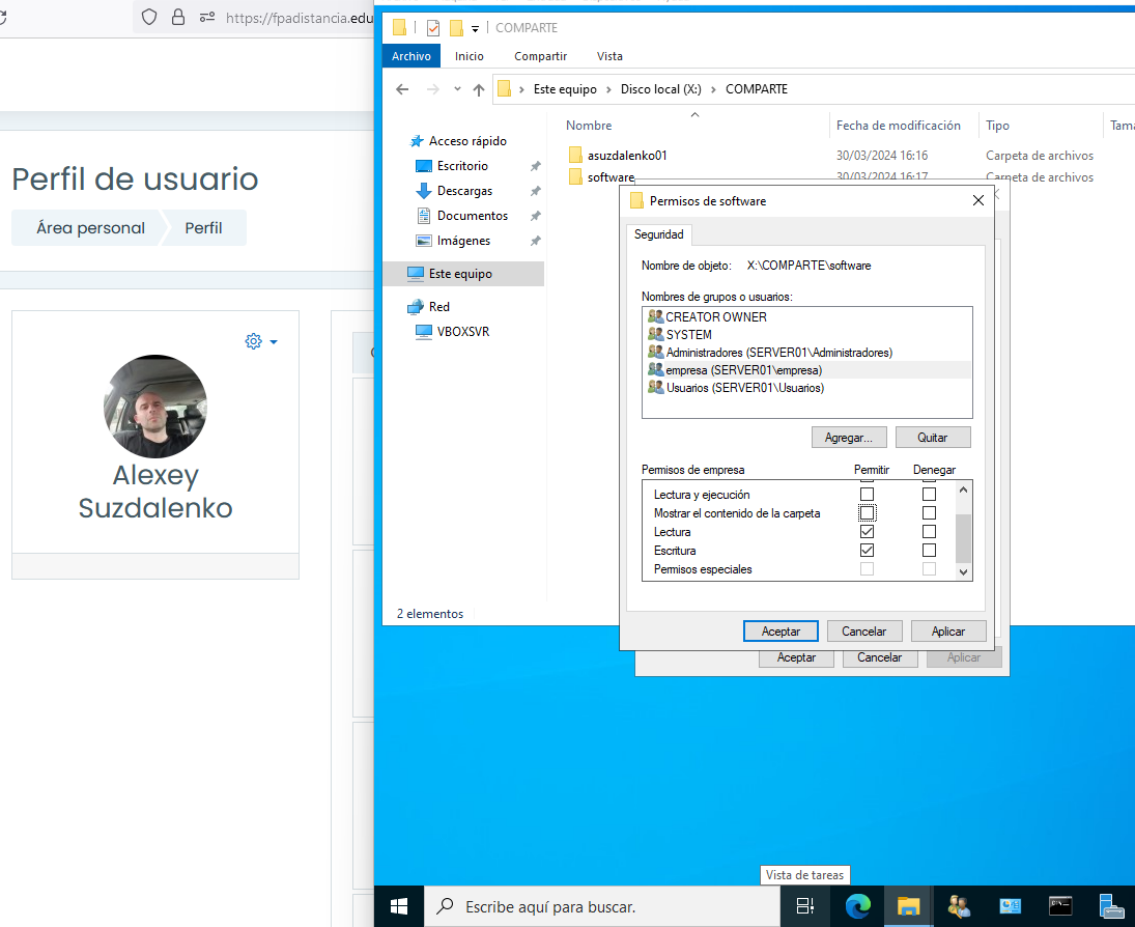 https://fpadistancia.edu
COMPARTE
Archivo Inicio Compartir Vista
Este equipo > Disco local (X:) > COMPARTE
Perfil de usuario
Área personal Perfil
Alexey
Suzdalenko
Acceso rápido
Escritorio
Descargas
Documentos
Imágenes
Este equipo
Red
VBOXSVR
Nombre Fecha de modificación Tipo
asuzdalenko01 30/03/2024 16:16 Carpeta de archivos
software 30/03/2024 16:17 Carpeta de archivos
2 elementos
Permisos de software
Seguridad
Nombre de objeto: X:\COMPARTE\software
Nombres de grupos o usuarios:
CREATOR OWNER
SYSTEM
Administradores (SERVER01\Administradores)
empresa (SERVER01\empresa)
Usuarios (SERVER01\Usuarios)
Agregar... Quitar
Permisos de empresa Permitir Denegar
Lectura y ejecución
Mostrar el contenido de la carpeta
Lectura
Escritura
Permisos especiales
Aceptar Cancelar Aplicar
Aceptar Cancelar Aplicar
Vista de tareas
Escribe aquí para buscar.